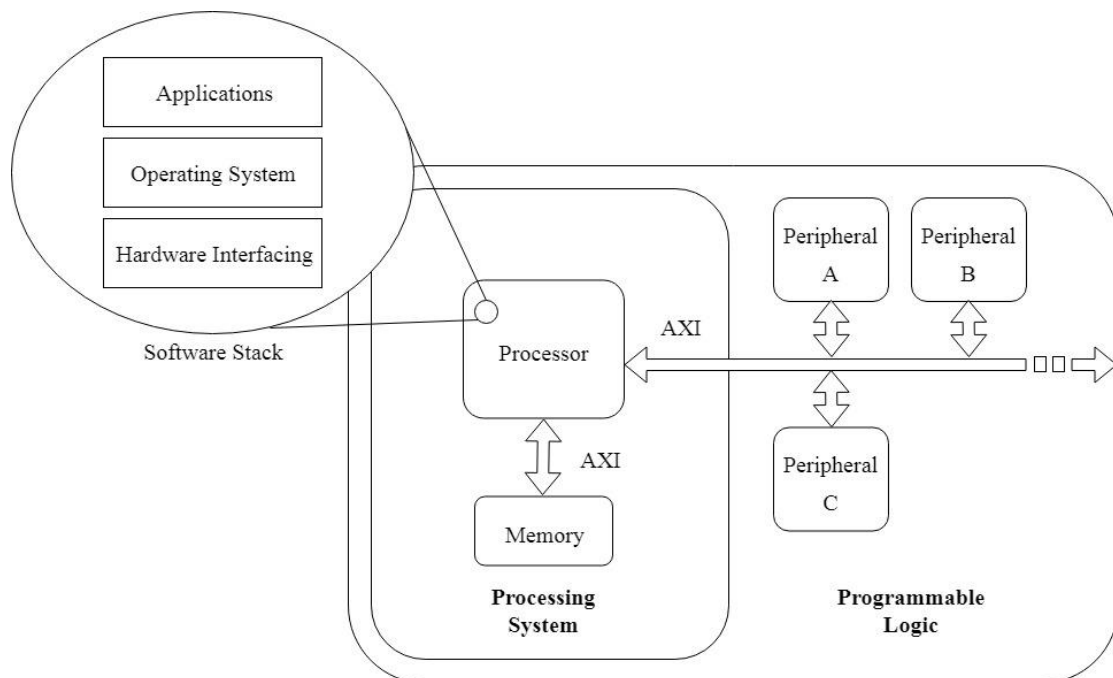 Applications
Operating System
Hardware Interfacing
Software Stack
Processor
AXI
Memory
AXI
Peripheral
A
Peripheral
B
Peripheral
C
Processing
System
Programmable
Logic